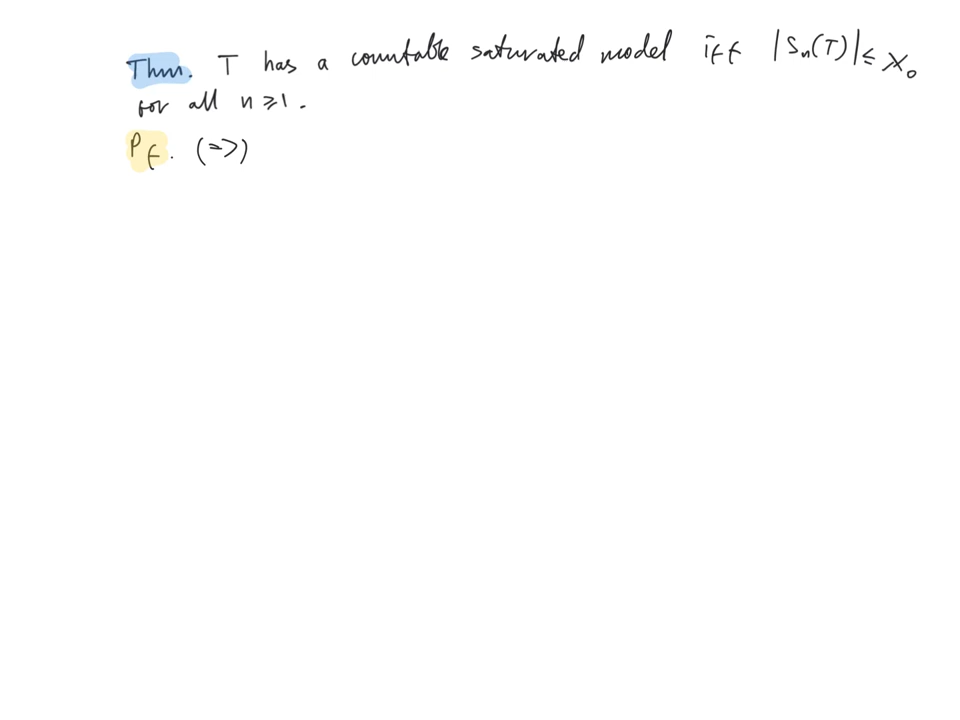 Thm. T has a countable saturated model iff |Sₙ(T)| ≤ ℵ₀
for all n ≥ 1.
Pf. (=>)